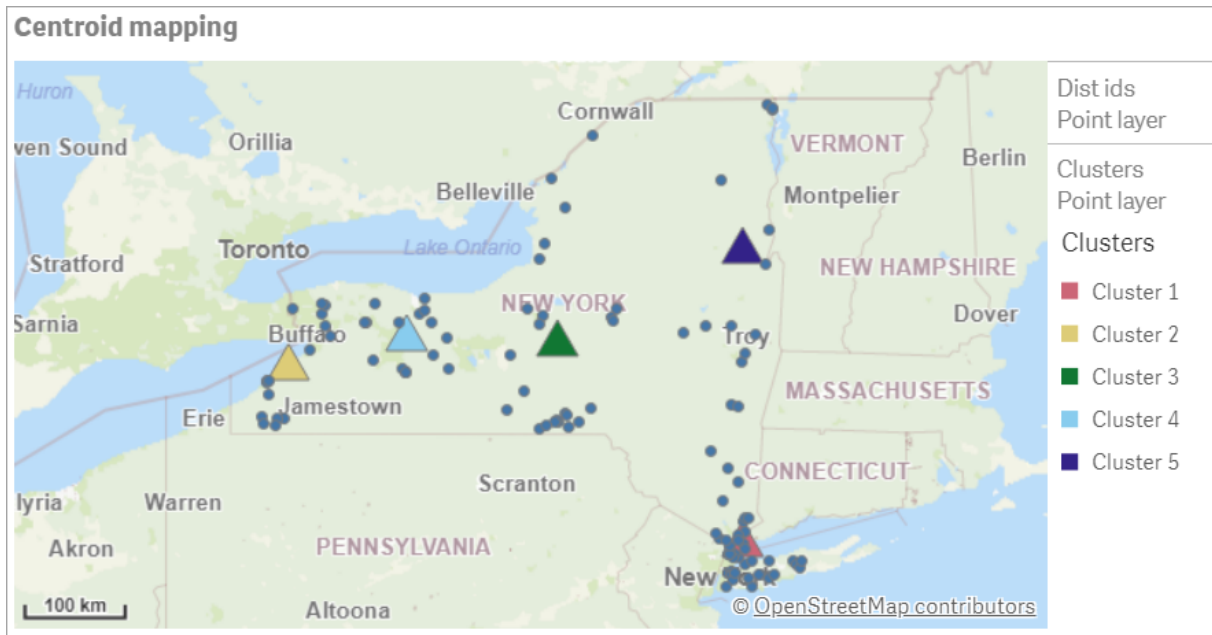 Centroid mapping
Huron
Cornwall
Dist ids
Point layer
ven Sound
Orillia
VERMONT
Berlin
Belleville
Montpelier
Clusters
Point layer
Toronto
Lake Ontario
Clusters
Stratford
NEW HAMPSHIRE
Cluster 1
NEW YORK
Sarnia
Buffalo
Troy
Dover
Cluster 2
Cluster 3
MASSACHUSETTS
Erie
Jamestown
Cluster 4
CONNECTICUT
Cluster 5
Scranton
lyria
Warren
Akron
PENNSYLVANIA
New York
100 km
Altoona
© OpenStreetMap contributors